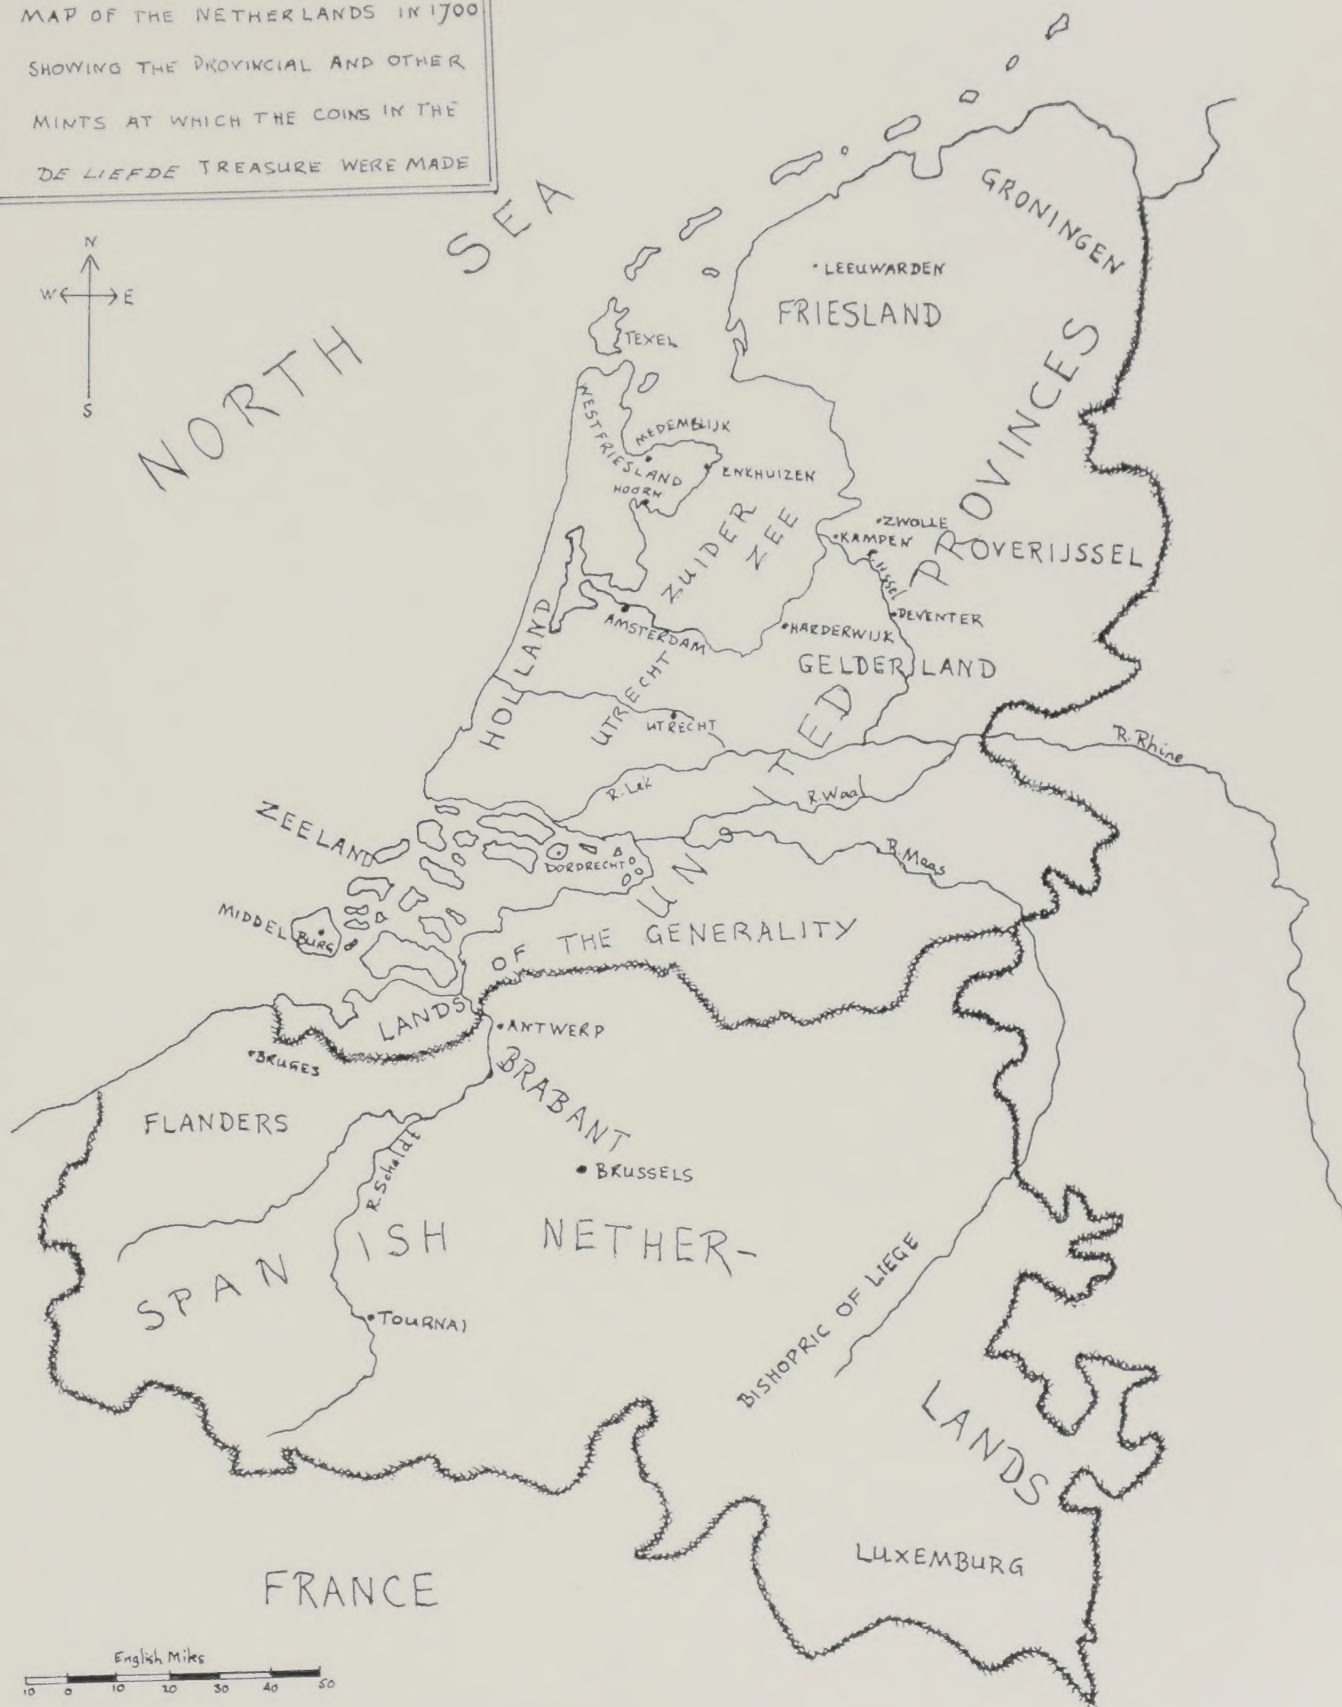 MAP OF THE NETHERLANDS IN 1700
SHOWING THE PROVINCIAL AND OTHER
MINTS AT WHICH THE COINS IN THE
DE LIEFDE TREASURE WERE MADE
N
W E
S
NORTH SEA
GRONINGEN
LEEUWARDEN
FRIESLAND
TEXEL
WESTFRIESLAND
MEDEMBLIJK
ENKHUIZEN
HOORN
ZUIDER
ZEE
ZWOLLE
KAMPEN
OVERIJSSEL
R. IJssel
DEVENTER
AMSTERDAM
HARDERWIJK
GELDERLAND
HOLLAND
UTRECHT
UTRECHT
UNITED PROVINCES
R. Rhine
R. Lek
R. Waal
R. Maas
ZEELAND
DORDRECHT
MIDDELBURG
LANDS OF THE GENERALITY
ANTWERP
BRUGES
BRABANT
FLANDERS
R. Scheldt
BRUSSELS
SPANISH NETHER-
LANDS
TOURNAI
BISHOPRIC OF LIEGE
LUXEMBURG
FRANCE
English Miles
10 0 10 20 30 40 50